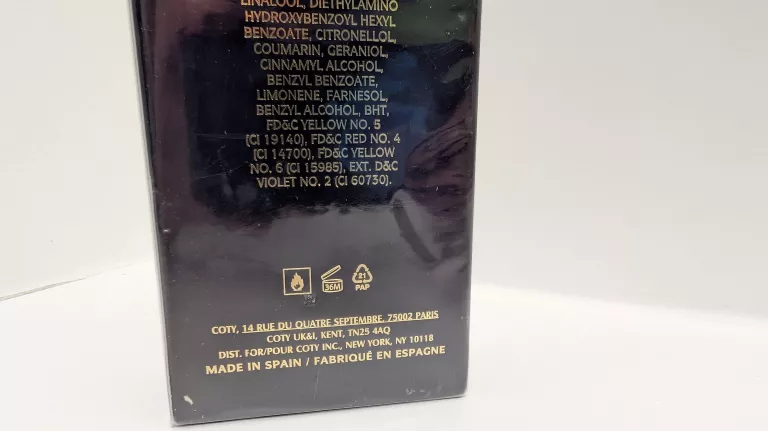 LINALOOL, DIETHYLAMINO
HYDROXYBENZOYL HEXYL
BENZOATE, CITRONELLOL,
COUMARIN, GERANIOL,
CINNAMYL ALCOHOL,
BENZYL BENZOATE,
LIMONENE, FARNESOL,
BENZYL ALCOHOL, BHT,
FD&C YELLOW NO. 5
(CI 19140), FD&C RED NO. 4
(CI 14700), FD&C YELLOW
NO. 6 (CI 15985), EXT. D&C
VIOLET NO. 2 (CI 60730).
36M
21
PAP
COTY, 14 RUE DU QUATRE SEPTEMBRE, 75002 PARIS
COTY UK&I, KENT, TN25 4AQ
DIST. FOR/POUR COTY INC., NEW YORK, NY 10118
MADE IN SPAIN / FABRIQUÉ EN ESPAGNE